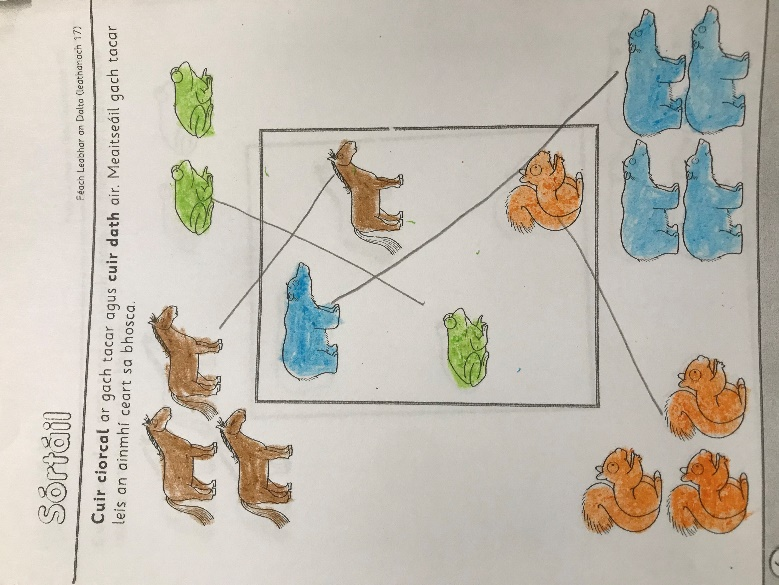 Sórtáil
Féach Leabhar an Dalta (leathanach 17)
Cuir ciorcal ar gach tacar agus cuir dath air. Meaitseáil gach tacar
leis an ainmhí ceart sa bhosca.